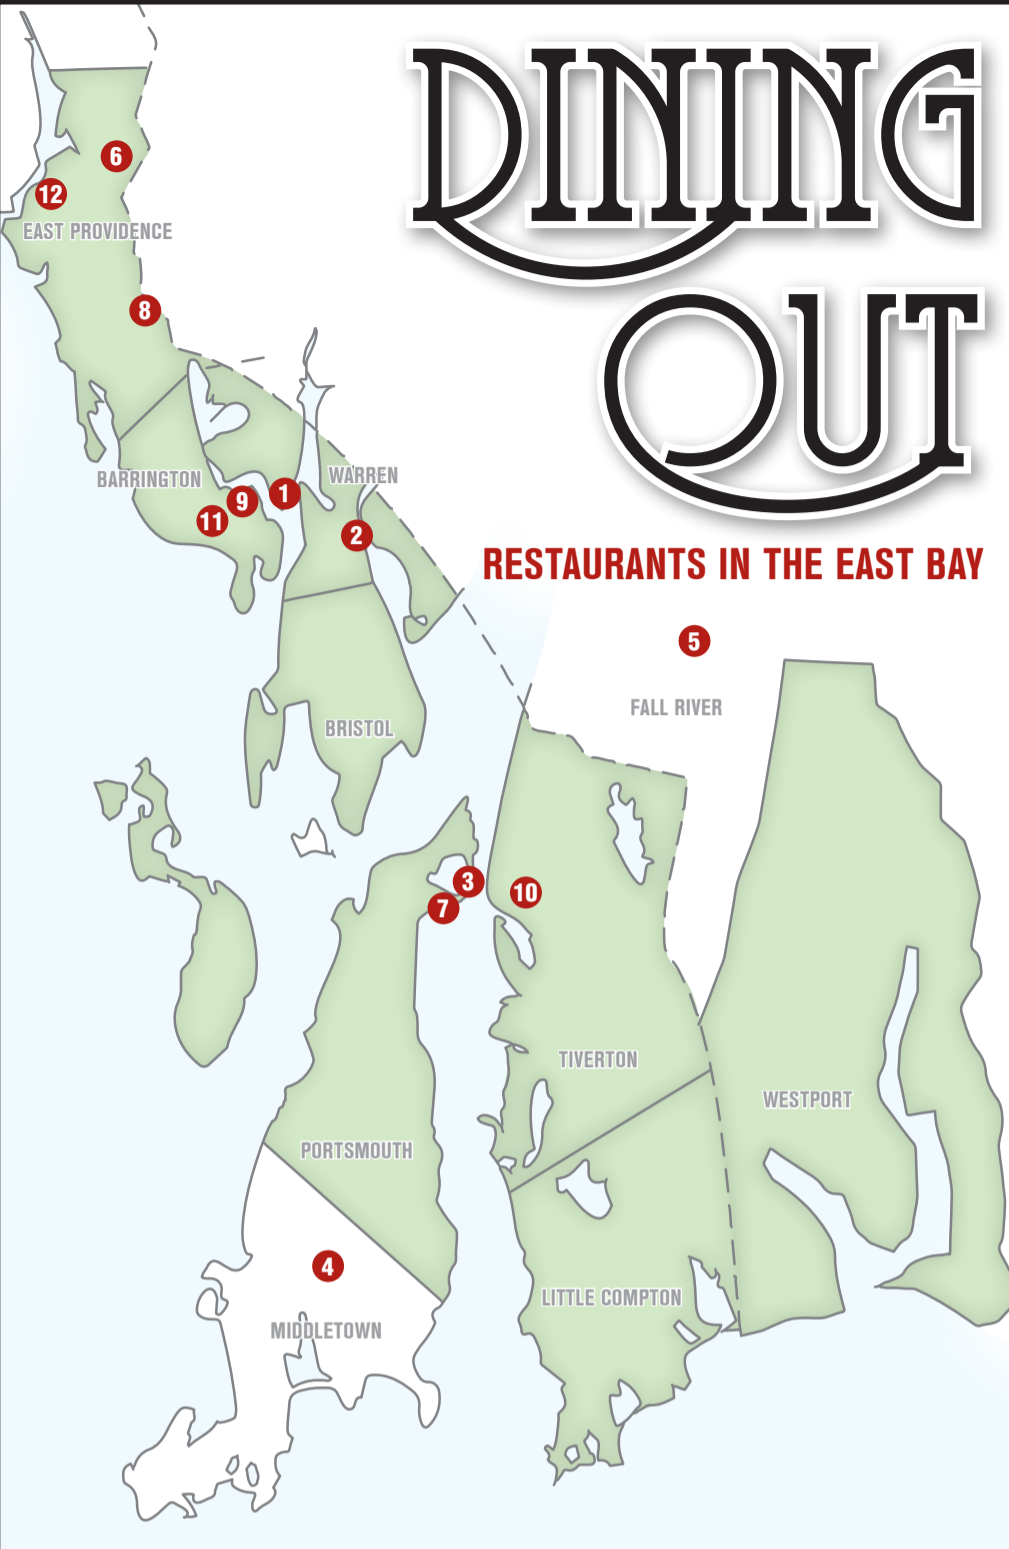 DINING
OUT
RESTAURANTS IN THE EAST BAY
6
12
EAST PROVIDENCE
8
BARRINGTON
WARREN
1
9
11
2
5
FALL RIVER
BRISTOL
3
10
7
TIVERTON
WESTPORT
PORTSMOUTH
4
LITTLE COMPTON
MIDDLETOWN